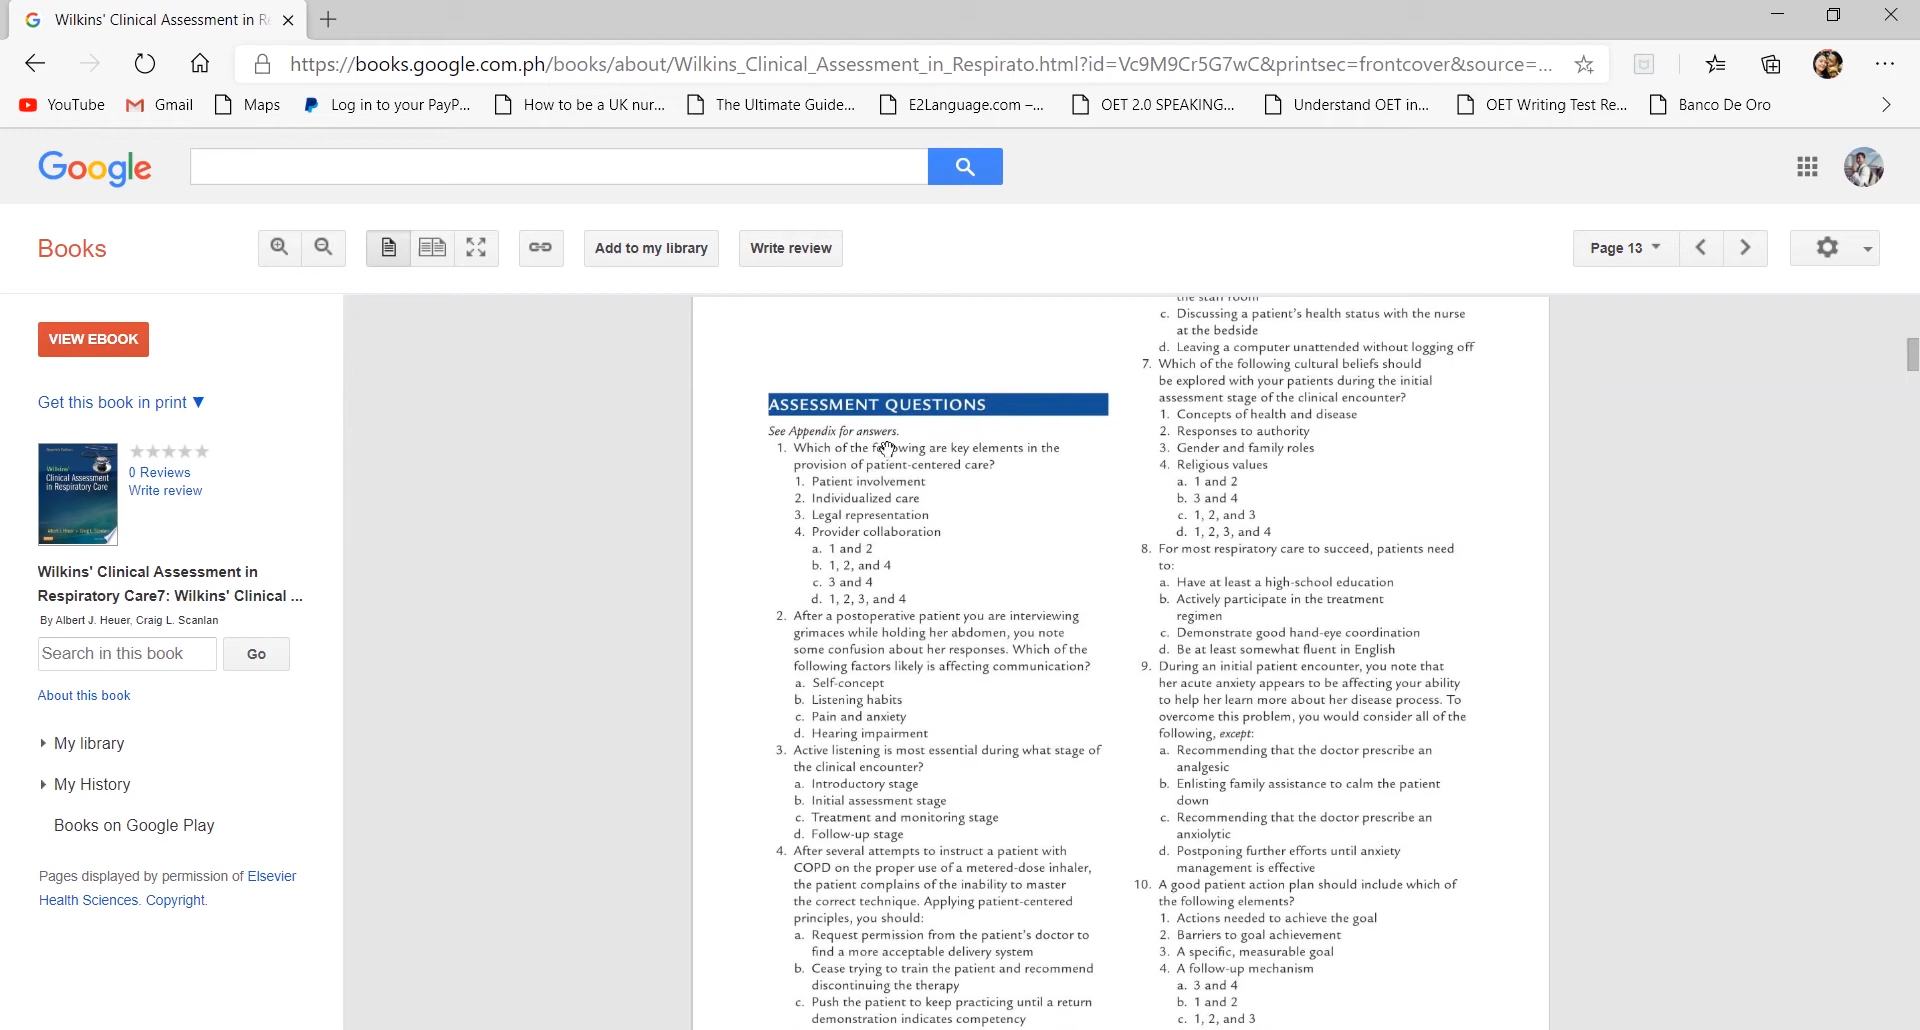 Wilkins' Clinical Assessment in R
https://books.google.com.ph/books/about/Wilkins_Clinical_Assessment_in_Respirato.html?id=Vc9M9Cr5G7wC&printsec=frontcover&source=...
YouTube
Gmail
Maps
Log in to your PayP...
How to be a UK nur...
The Ultimate Guide...
E2Language.com –...
OET 2.0 SPEAKING...
Understand OET in...
OET Writing Test Re...
Banco De Oro
Google
Books
Add to my library
Write review
Page 13
VIEW EBOOK
Get this book in print ▼
Wilkins'
Clinical Assessment
in Respiratory Care
0 Reviews
Write review
Wilkins' Clinical Assessment in
Respiratory Care7: Wilkins' Clinical ...
By Albert J. Heuer, Craig L. Scanlan
Search in this book
Go
About this book
My library
My History
Books on Google Play
Pages displayed by permission of Elsevier
Health Sciences. Copyright.
ASSESSMENT QUESTIONS
See Appendix for answers.
1. Which of the following are key elements in the
provision of patient-centered care?
1. Patient involvement
2. Individualized care
3. Legal representation
4. Provider collaboration
a. 1 and 2
b. 1, 2, and 4
c. 3 and 4
d. 1, 2, 3, and 4
2. After a postoperative patient you are interviewing
grimaces while holding her abdomen, you note
some confusion about her responses. Which of the
following factors likely is affecting communication?
a. Self-concept
b. Listening habits
c. Pain and anxiety
d. Hearing impairment
3. Active listening is most essential during what stage of
the clinical encounter?
a. Introductory stage
b. Initial assessment stage
c. Treatment and monitoring stage
d. Follow-up stage
4. After several attempts to instruct a patient with
COPD on the proper use of a metered-dose inhaler,
the patient complains of the inability to master
the correct technique. Applying patient-centered
principles, you should:
a. Request permission from the patient's doctor to
find a more acceptable delivery system
b. Cease trying to train the patient and recommend
discontinuing the therapy
c. Push the patient to keep practicing until a return
demonstration indicates competency
the staff room
c. Discussing a patient's health status with the nurse
at the bedside
d. Leaving a computer unattended without logging off
7. Which of the following cultural beliefs should
be explored with your patients during the initial
assessment stage of the clinical encounter?
1. Concepts of health and disease
2. Responses to authority
3. Gender and family roles
4. Religious values
a. 1 and 2
b. 3 and 4
c. 1, 2, and 3
d. 1, 2, 3, and 4
8. For most respiratory care to succeed, patients need
to:
a. Have at least a high-school education
b. Actively participate in the treatment
regimen
c. Demonstrate good hand-eye coordination
d. Be at least somewhat fluent in English
9. During an initial patient encounter, you note that
her acute anxiety appears to be affecting your ability
to help her learn more about her disease process. To
overcome this problem, you would consider all of the
following, except:
a. Recommending that the doctor prescribe an
analgesic
b. Enlisting family assistance to calm the patient
down
c. Recommending that the doctor prescribe an
anxiolytic
d. Postponing further efforts until anxiety
management is effective
10. A good patient action plan should include which of
the following elements?
1. Actions needed to achieve the goal
2. Barriers to goal achievement
3. A specific, measurable goal
4. A follow-up mechanism
a. 3 and 4
b. 1 and 2
c. 1, 2, and 3